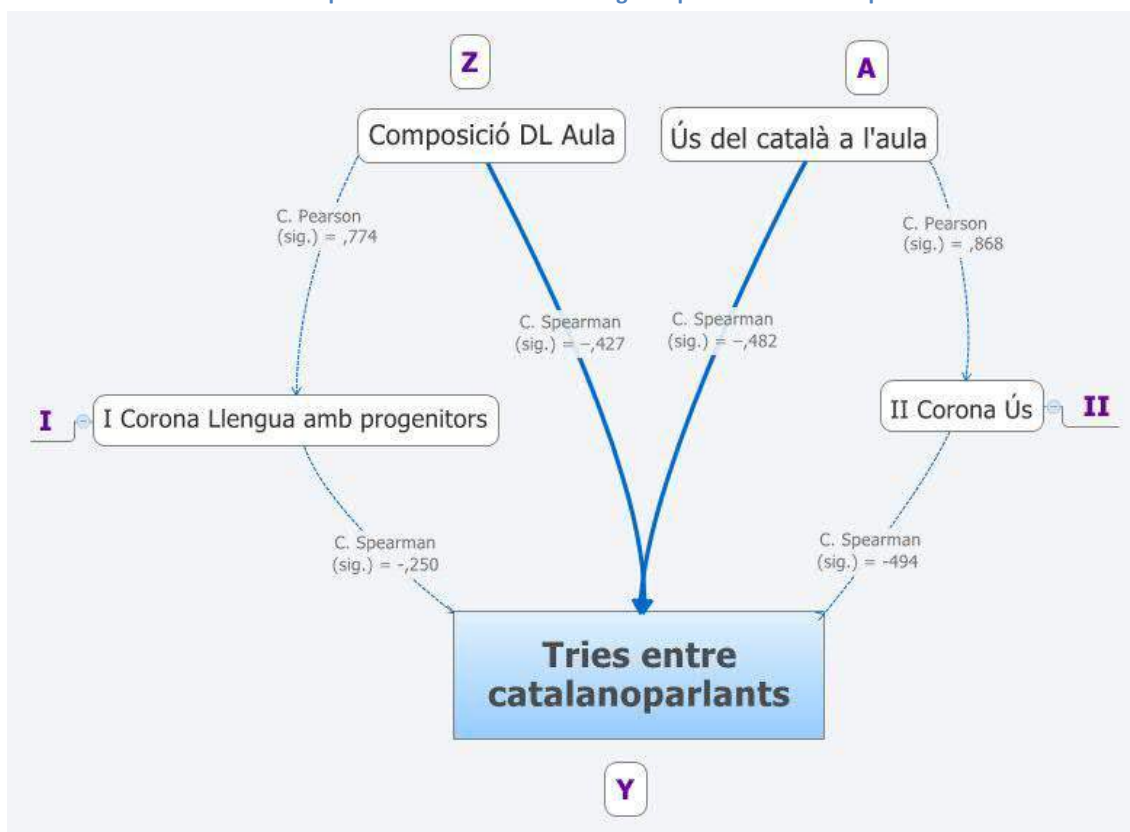 Z
A
Composició DL Aula
Ús del català a l'aula
C. Pearson
(sig.) = ,774
C. Pearson
(sig.) = ,868
C. Spearman
(sig.) = –,427
C. Spearman
(sig.) = –,482
I
I Corona Llengua amb progenitors
II Corona Ús
II
C. Spearman
(sig.) = -,250
C. Spearman
(sig.) = -494
Tries entre
catalanoparlants
Y